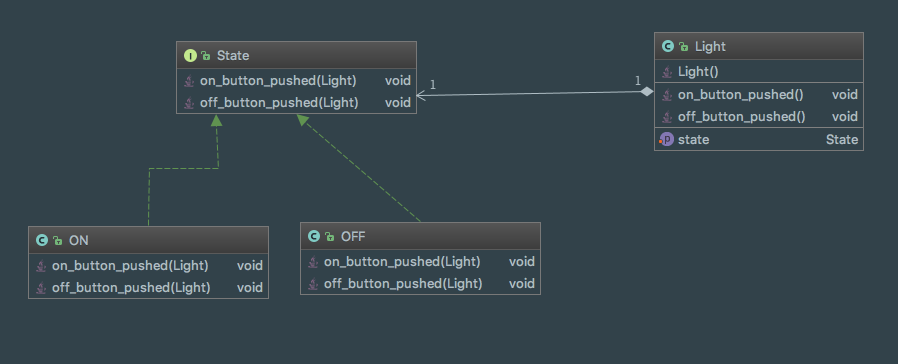 I State
on_button_pushed(Light) void
off_button_pushed(Light) void
1
1
C Light
Light()
on_button_pushed() void
off_button_pushed() void
p state State
C ON
on_button_pushed(Light) void
off_button_pushed(Light) void
C OFF
on_button_pushed(Light) void
off_button_pushed(Light) void